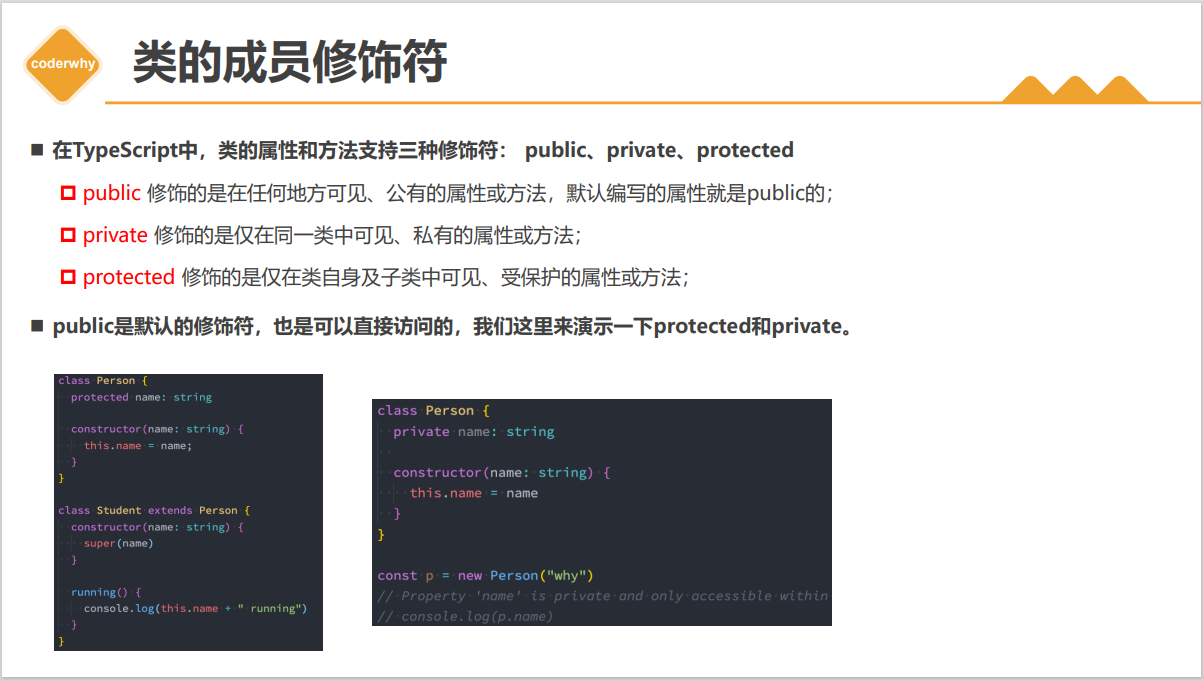 coderwhy
类的成员修饰符
在TypeScript中，类的属性和方法支持三种修饰符： public、private、protected
public 修饰的是在任何地方可见、公有的属性或方法，默认编写的属性就是public的；
private 修饰的是仅在同一类中可见、私有的属性或方法；
protected 修饰的是仅在类自身及子类中可见、受保护的属性或方法；
public是默认的修饰符，也是可以直接访问的，我们这里来演示一下protected和private。
class Person {
protected name: string
constructor(name: string) {
this.name = name;
}
}
class Student extends Person {
constructor(name: string) {
super(name)
}
running() {
console.log(this.name + " running")
}
}
class Person {
private name: string
constructor(name: string) {
this.name = name
}
}
const p = new Person("why")
// Property 'name' is private and only accessible within
// console.log(p.name)